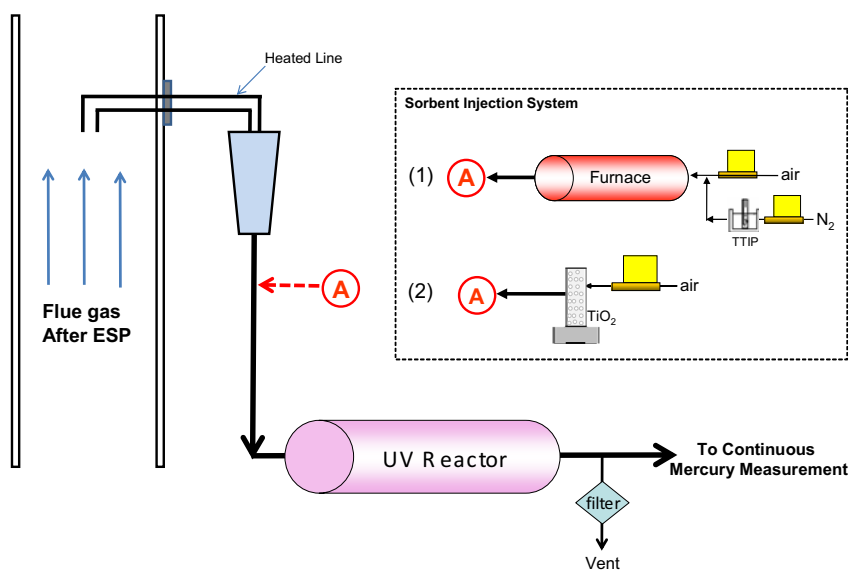 Heated Line
Sorbent Injection System
(1)
A
Furnace
air
TTIP
N₂
A
(2)
A
air
TiO₂
Flue gas
After ESP
UV Reactor
To Continuous
Mercury Measurement
filter
Vent